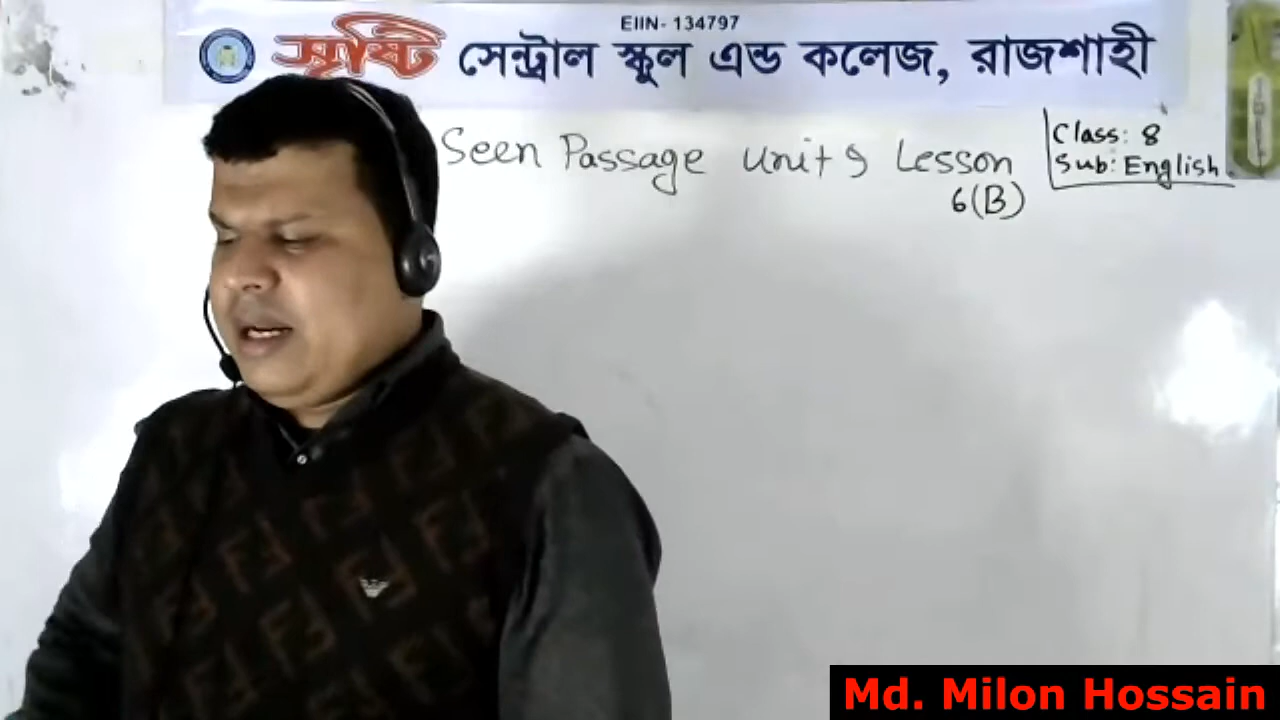 EIIN- 134797
সৃষ্টি সেন্ট্রাল স্কুল এন্ড কলেজ, রাজশাহী
Seen Passage Unit 9 Lesson
6(B)
Class: 8
Sub: English
Md. Milon Hossain